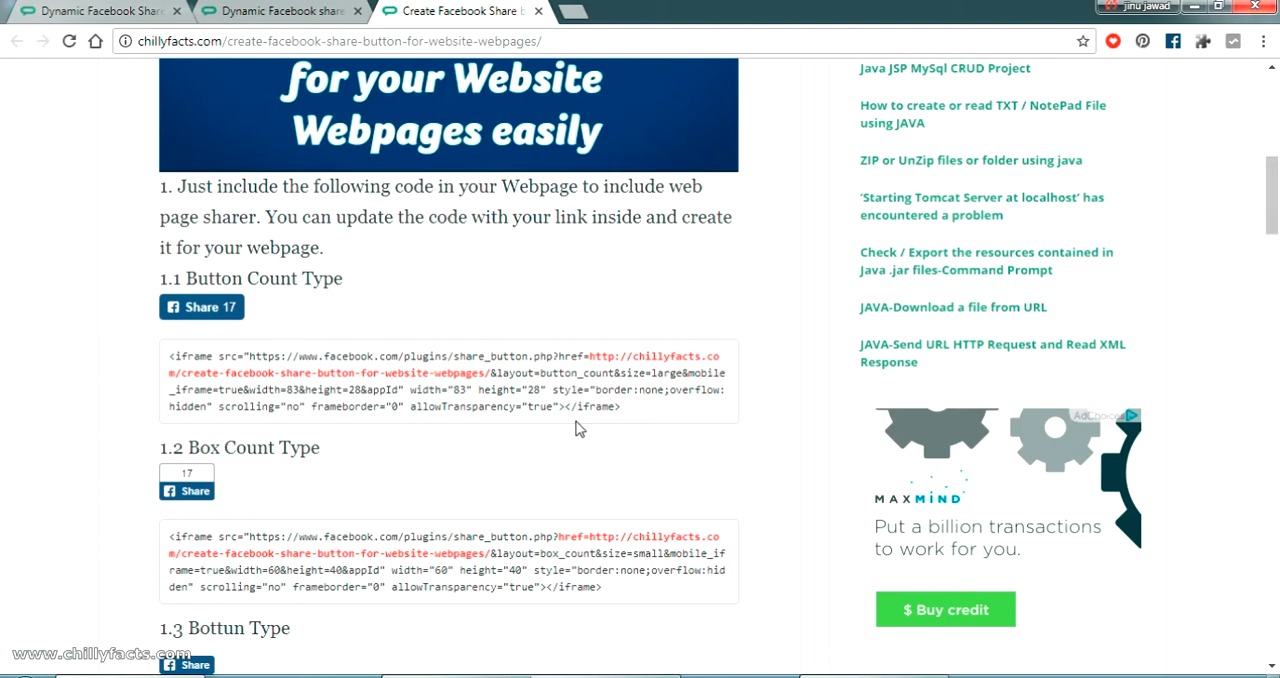 Dynamic Facebook Share
Dynamic Facebook share
Create Facebook Share b
jinu jawad
chillyfacts.com/create-facebook-share-button-for-website-webpages/
for your Website
Webpages easily
1. Just include the following code in your Webpage to include web
page sharer. You can update the code with your link inside and create
it for your webpage.
1.1 Button Count Type
Share 17
<iframe src="https://www.facebook.com/plugins/share_button.php?href=http://chillyfacts.co
m/create-facebook-share-button-for-website-webpages/&layout=button_count&size=large&mobile
_iframe=true&width=83&height=28&appId" width="83" height="28" style="border:none;overflow:
hidden" scrolling="no" frameborder="0" allowTransparency="true"></iframe>
1.2 Box Count Type
17
Share
<iframe src="https://www.facebook.com/plugins/share_button.php?href=http://chillyfacts.co
m/create-facebook-share-button-for-website-webpages/&layout=box_count&size=small&mobile_if
rame=true&width=60&height=40&appId" width="60" height="40" style="border:none;overflow:hid
den" scrolling="no" frameborder="0" allowTransparency="true"></iframe>
1.3 Bottun Type
Share
www.chillyfacts.com
Java JSP MySql CRUD Project
How to create or read TXT / NotePad File
using JAVA
ZIP or UnZip files or folder using java
'Starting Tomcat Server at localhost' has
encountered a problem
Check / Export the resources contained in
Java .jar files-Command Prompt
JAVA-Download a file from URL
JAVA-Send URL HTTP Request and Read XML
Response
AdChoices
MAXMIND
Put a billion transactions
to work for you.
$ Buy credit